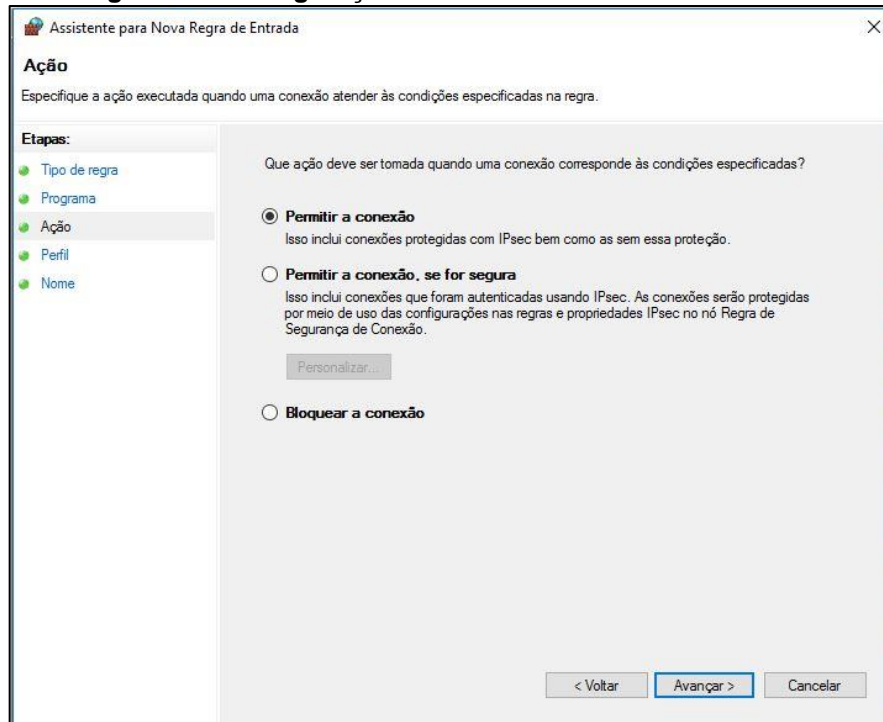 Assistente para Nova Regra de Entrada
Ação
Especifique a ação executada quando uma conexão atender às condições especificadas na regra.
Etapas:
Tipo de regra
Programa
Ação
Perfil
Nome
Que ação deve ser tomada quando uma conexão corresponde às condições especificadas?
Permitir a conexão
Isso inclui conexões protegidas com IPsec bem como as sem essa proteção.
Permitir a conexão, se for segura
Isso inclui conexões que foram autenticadas usando IPsec. As conexões serão protegidas
por meio de uso das configurações nas regras e propriedades IPsec no nó Regra de
Segurança de Conexão.
Personalizar...
Bloquear a conexão
< Voltar
Avançar >
Cancelar